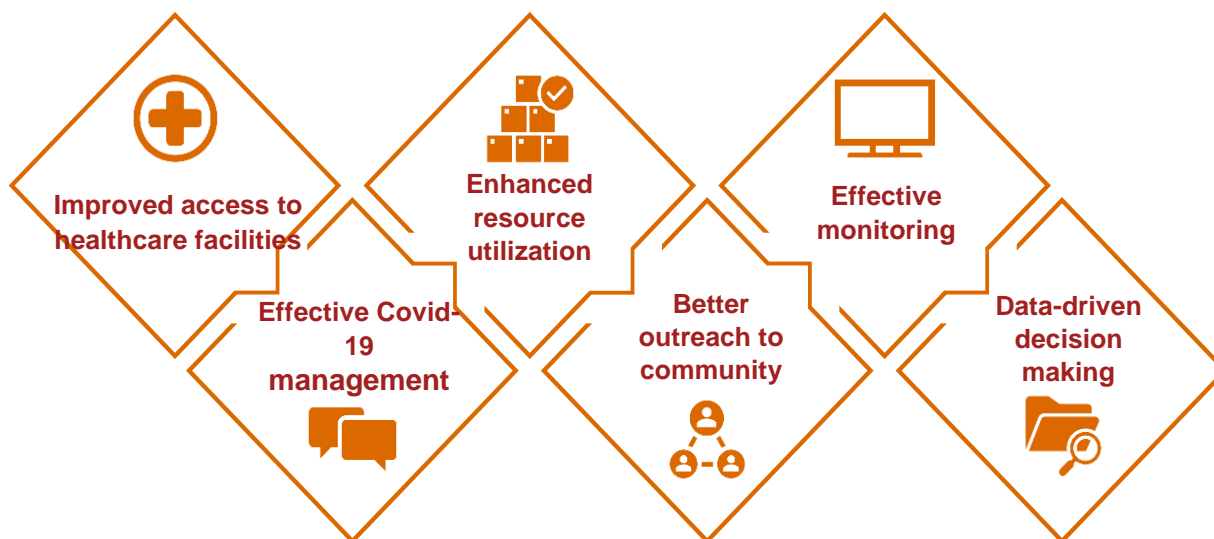 Improved access to
healthcare facilities
Effective Covid-
19
management
Enhanced
resource
utilization
Better
outreach to
community
Effective
monitoring
Data-driven
decision
making